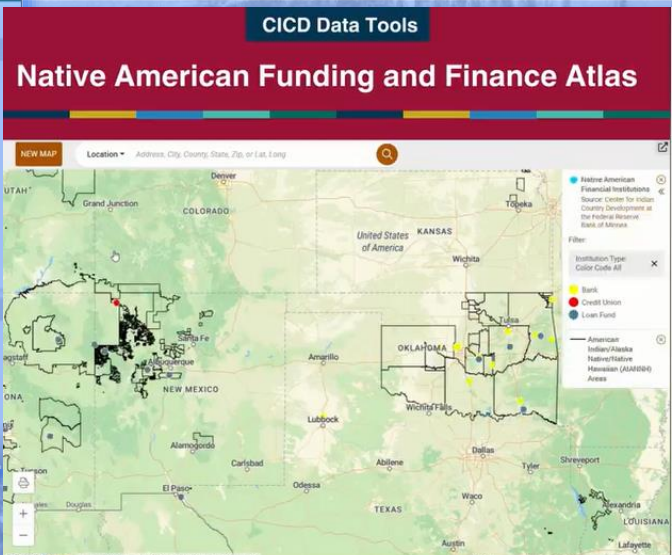 CICD Data Tools
Native American Funding and Finance Atlas
NEW MAP
Location
Address, City, County, State, Zip, or Lat, Long
Native American
Financial Institutions
Source: Center for Indian
Country Development at
the Federal Reserve
Bank of Minnea
Filter
Institution Type:
Color Code All
Bank
Credit Union
Loan Fund
American
Indian/Alaska
Native/Native
Hawaiian (AIANNH)
Areas
UTAH
Grand Junction
Denver
COLORADO
United States
of America
KANSAS
Topeka
Wichita
agstaff
Santa Fe
Albuquerque
NEW MEXICO
Amarillo
OKLAHOMA
Tulsa
ONA
Lubbock
Wichita Falls
Alamogordo
Carlsbad
Abilene
Dallas
Tyler
Shreveport
Tucson
Douglas
El Paso
Odessa
Waco
TEXAS
Alexandria
LOUISIANA
Austin
Lafayette